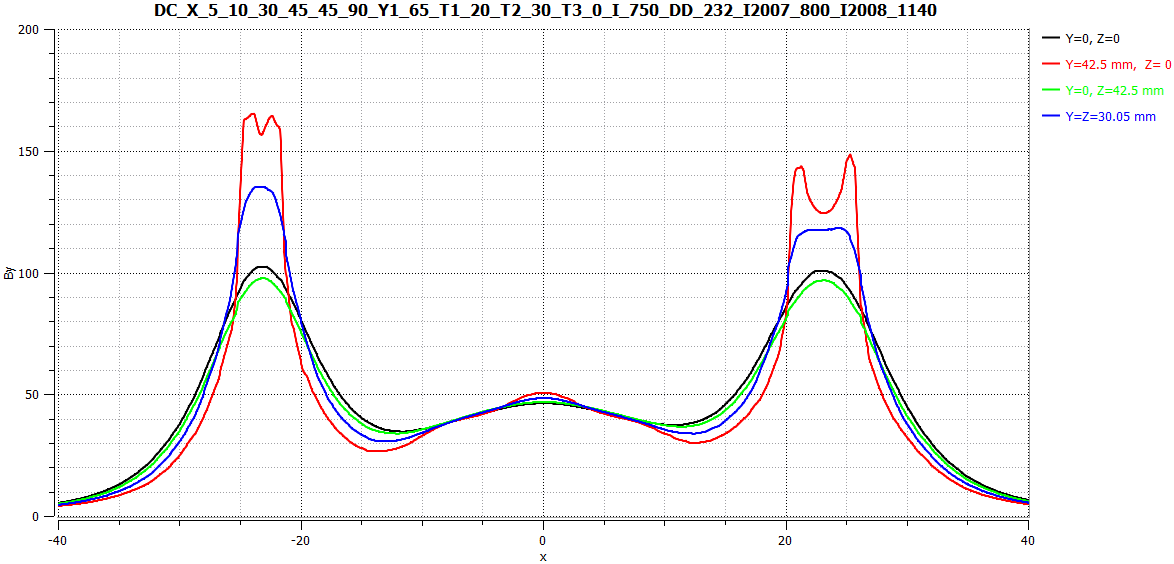 DC_X_5_10_30_45_45_90_Y1_65_T1_20_T2_30_T3_0_I_750_DD_232_I2007_800_I2008_1140
200
150
100
50
0
By
-40
-20
0
20
40
x
Y=0, Z=0
Y=42.5 mm, Z= 0
Y=0, Z=42.5 mm
Y=Z=30.05 mm